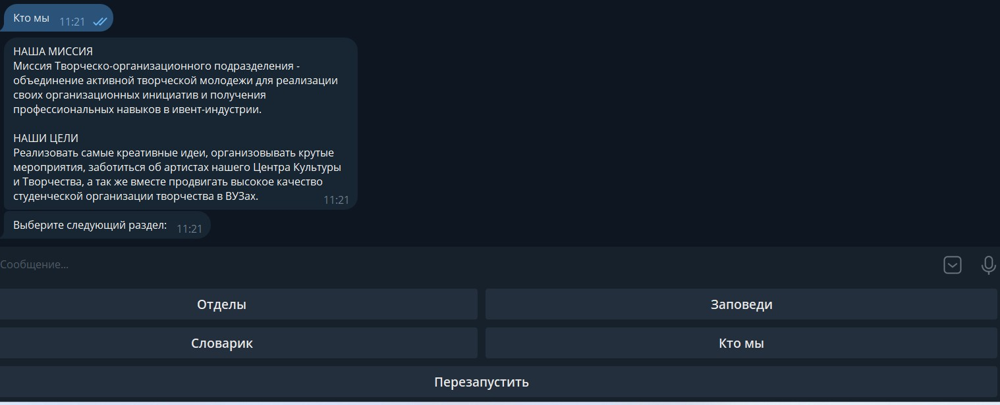 Кто мы 11:21
НАША МИССИЯ
Миссия Творческо-организационного подразделения -
объединение активной творческой молодежи для реализации
своих организационных инициатив и получения
профессиональных навыков в ивент-индустрии.
НАШИ ЦЕЛИ
Реализовать самые креативные идеи, организовывать крутые
мероприятия, заботиться об артистах нашего Центра Культуры
и Творчества, а так же вместе продвигать высокое качество
студенческой организации творчества в ВУЗах. 11:21
Выберите следующий раздел: 11:21
Сообщение...
Отделы Заповеди
Словарик Кто мы
Перезапустить